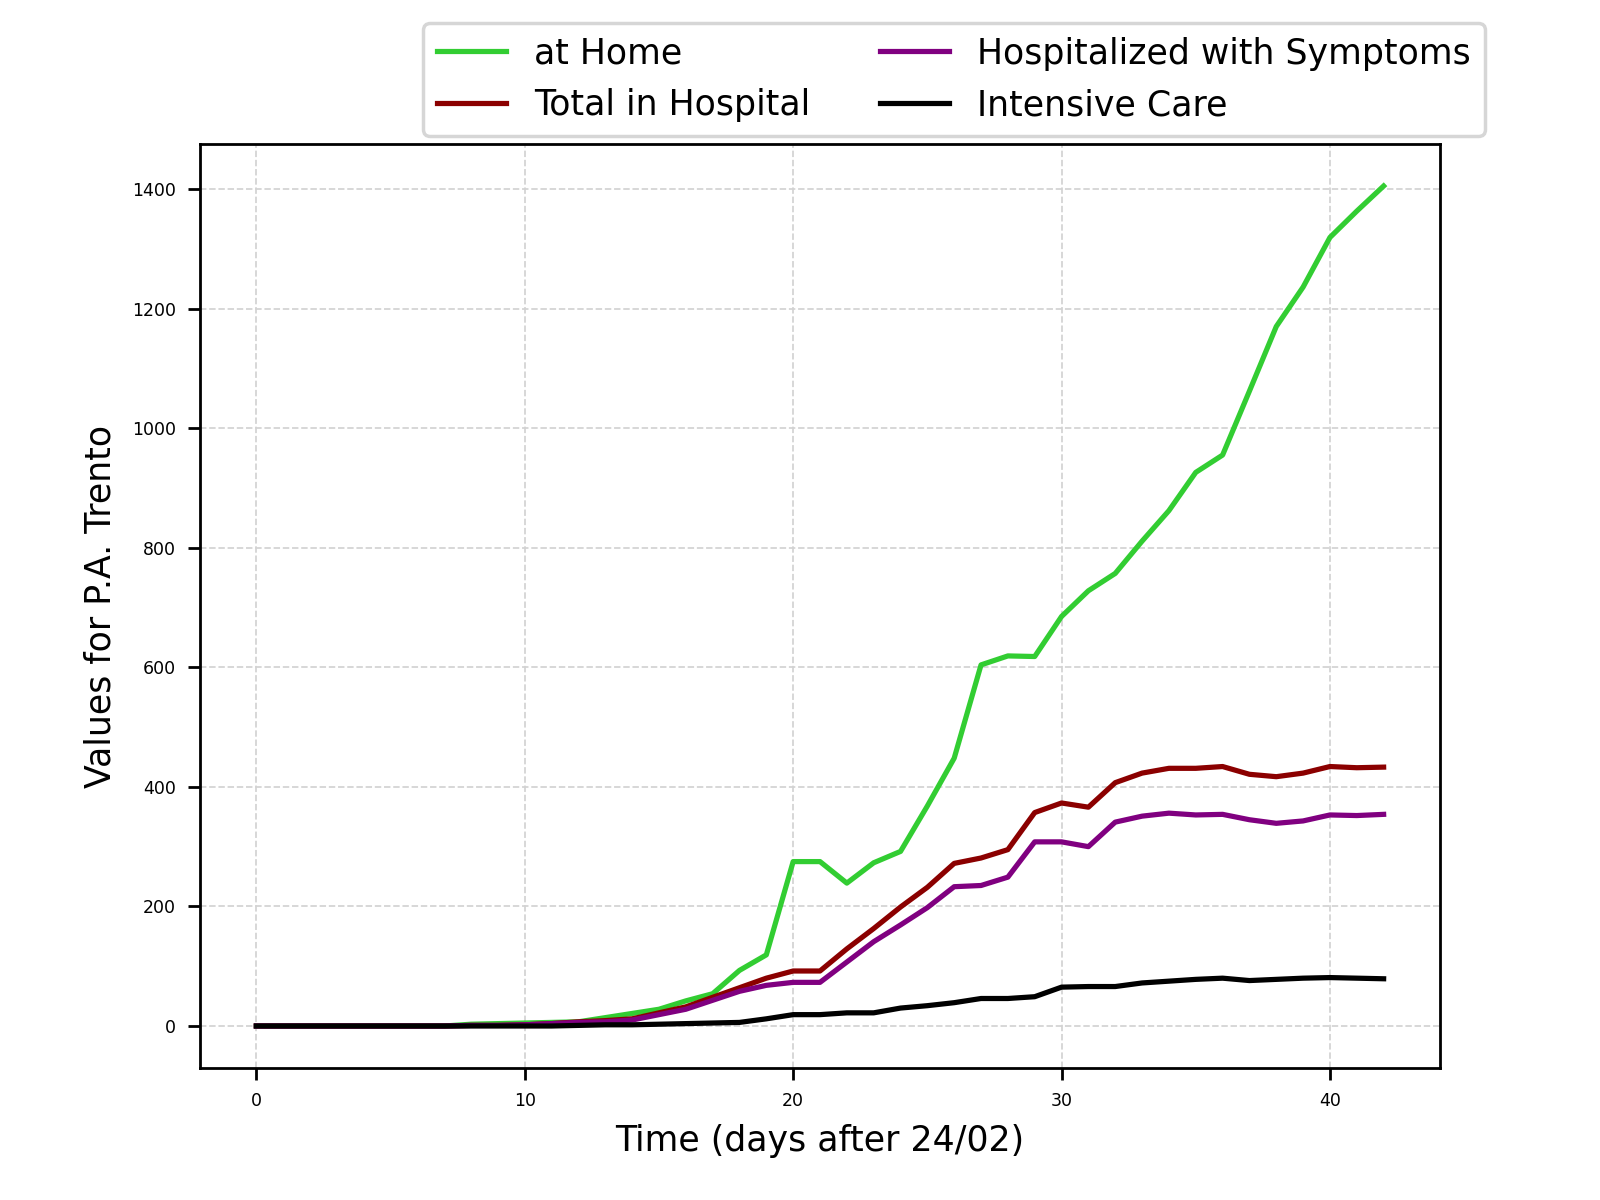 at Home
Total in Hospital
Hospitalized with Symptoms
Intensive Care
Values for P.A. Trento
1400
1200
1000
800
600
400
200
0
0 10 20 30 40
Time (days after 24/02)